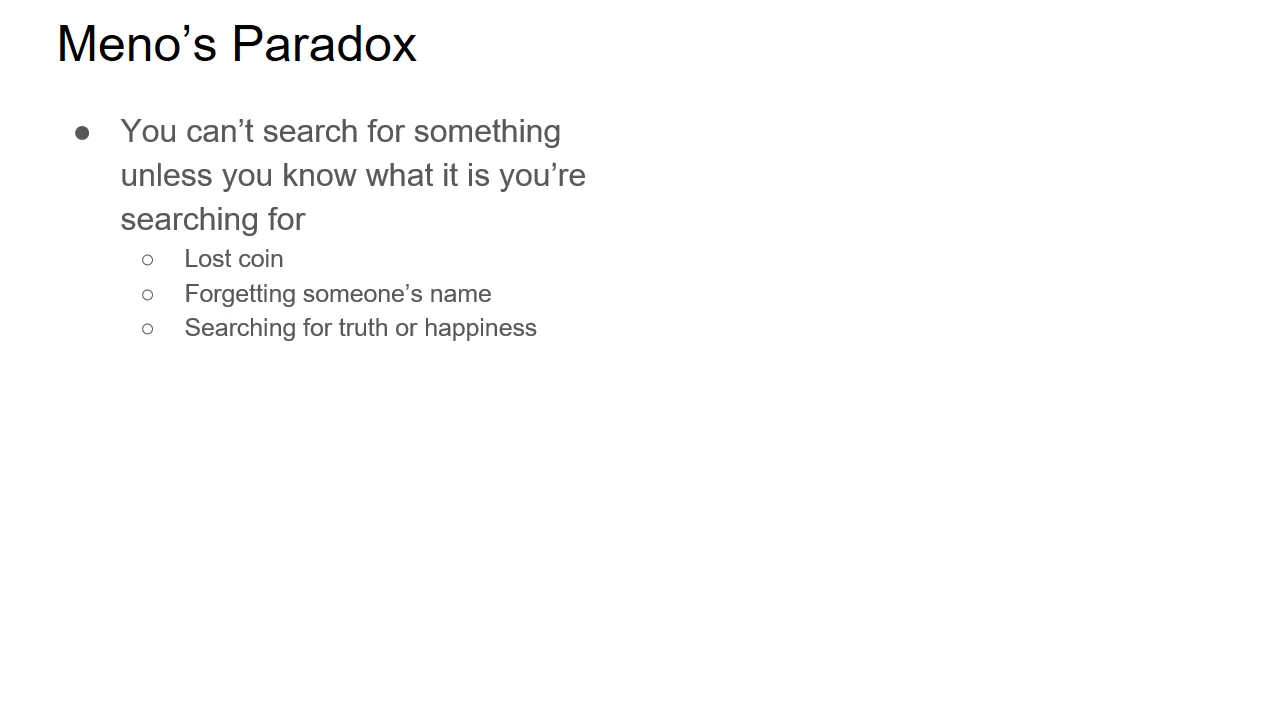 Meno’s Paradox
● You can’t search for something
unless you know what it is you’re
searching for
○ Lost coin
○ Forgetting someone’s name
○ Searching for truth or happiness